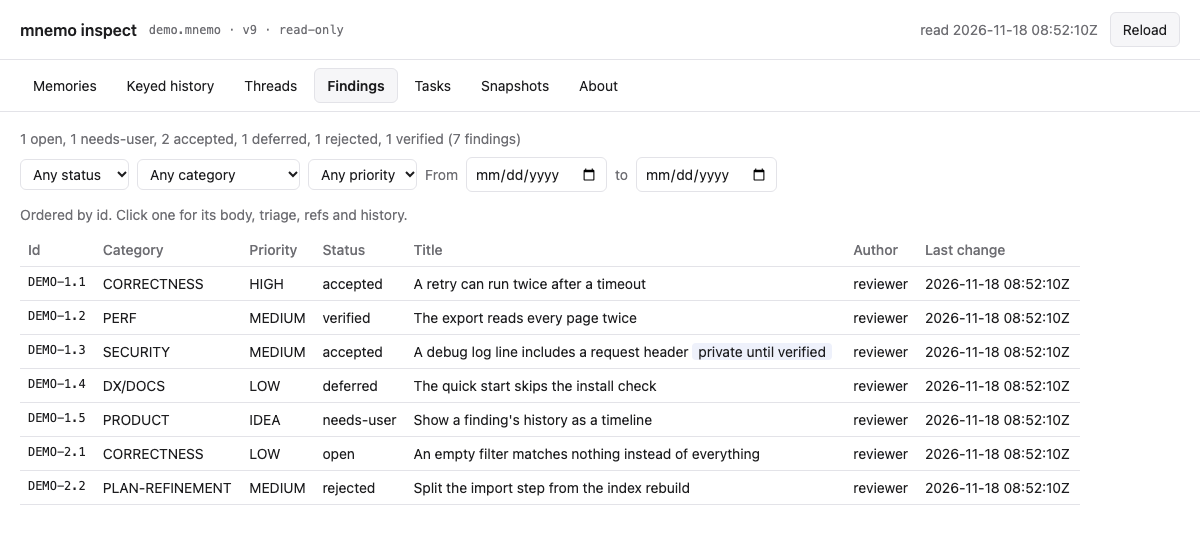 mnemo inspect demo.mnemo · v9 · read-only read 2026-11-18 08:52:10Z Reload
Memories Keyed history Threads Findings Tasks Snapshots About
1 open, 1 needs-user, 2 accepted, 1 deferred, 1 rejected, 1 verified (7 findings)
Any status Any category Any priority From mm/dd/yyyy to mm/dd/yyyy
Ordered by id. Click one for its body, triage, refs and history.
Id Category Priority Status Title Author Last change
DEMO-1.1 CORRECTNESS HIGH accepted A retry can run twice after a timeout reviewer 2026-11-18 08:52:10Z
DEMO-1.2 PERF MEDIUM verified The export reads every page twice reviewer 2026-11-18 08:52:10Z
DEMO-1.3 SECURITY MEDIUM accepted A debug log line includes a request header private until verified reviewer 2026-11-18 08:52:10Z
DEMO-1.4 DX/DOCS LOW deferred The quick start skips the install check reviewer 2026-11-18 08:52:10Z
DEMO-1.5 PRODUCT IDEA needs-user Show a finding's history as a timeline reviewer 2026-11-18 08:52:10Z
DEMO-2.1 CORRECTNESS LOW open An empty filter matches nothing instead of everything reviewer 2026-11-18 08:52:10Z
DEMO-2.2 PLAN-REFINEMENT MEDIUM rejected Split the import step from the index rebuild reviewer 2026-11-18 08:52:10Z